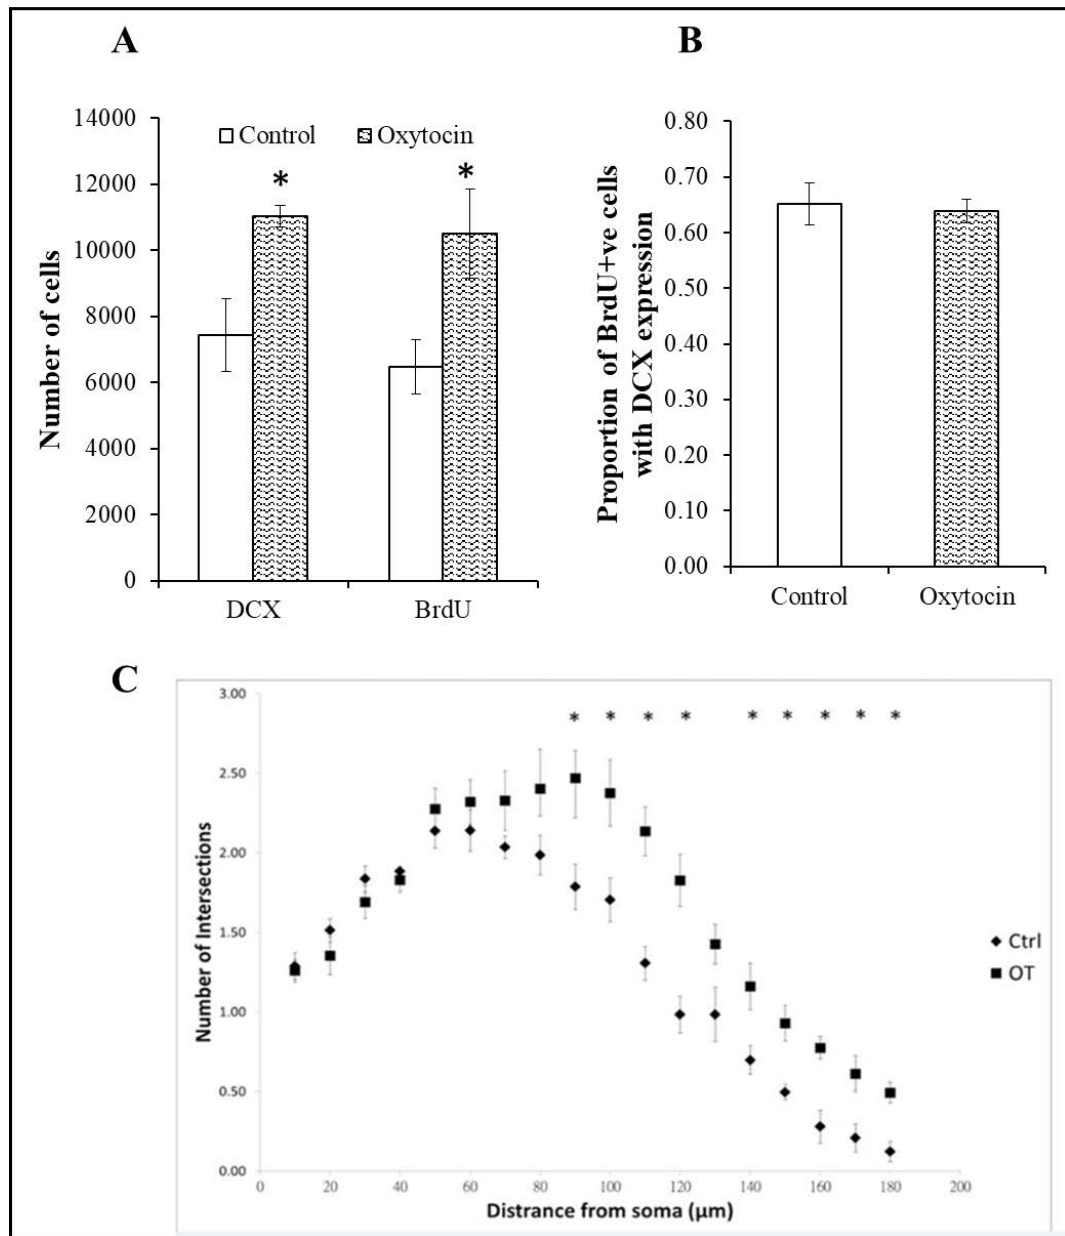 A
14000
12000
10000
8000
6000
4000
2000
0
Number of cells
Control
Oxytocin
*
*
DCX
BrdU
B
0.80
0.70
0.60
0.50
0.40
0.30
0.20
0.10
0.00
Proportion of BrdU+ve cells
with DCX expression
Control
Oxytocin
C
3.00
2.50
2.00
1.50
1.00
0.50
0.00
Number of Intersections
* * * * * * * * *
Ctrl
OT
0 20 40 60 80 100 120 140 160 180 200
Distrance from soma (µm)